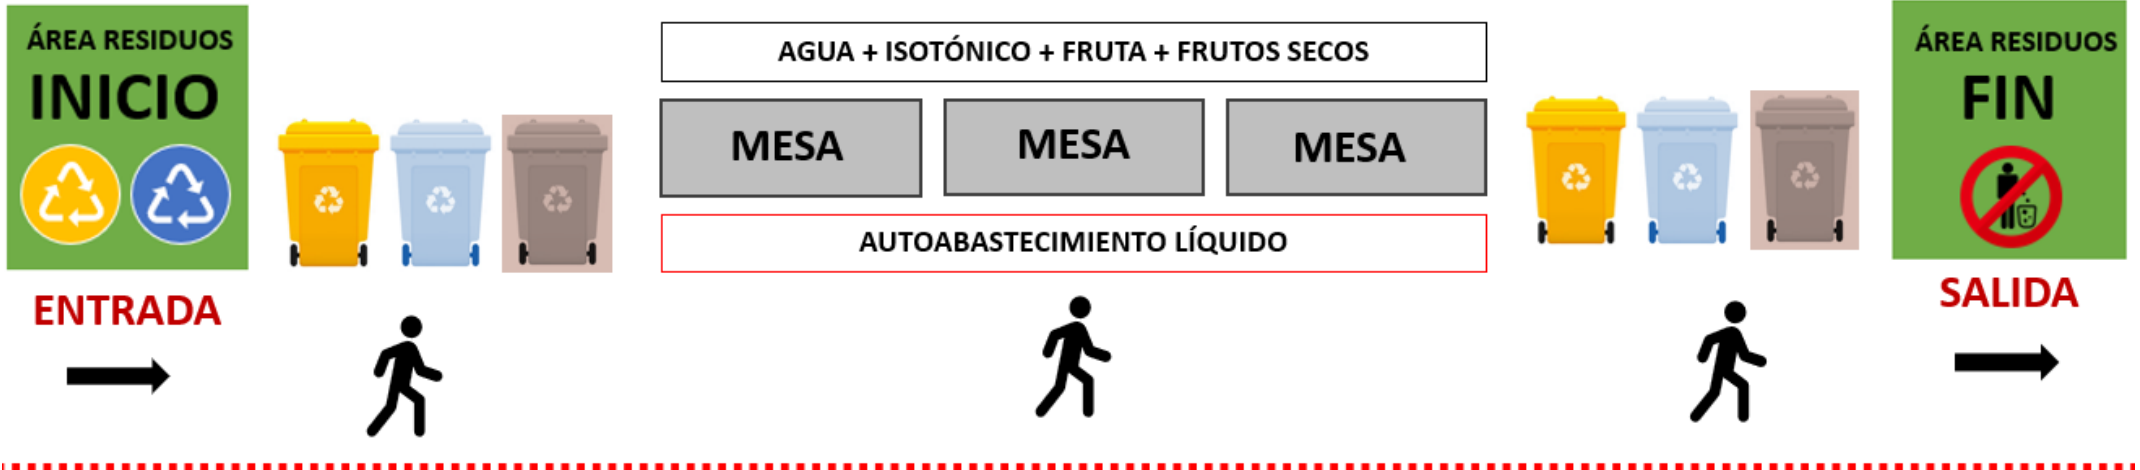 ÁREA RESIDUOS
INICIO
ENTRADA
AGUA + ISOTÓNICO + FRUTA + FRUTOS SECOS
MESA
MESA
MESA
AUTOABASTECIMIENTO LÍQUIDO
ÁREA RESIDUOS
FIN
SALIDA